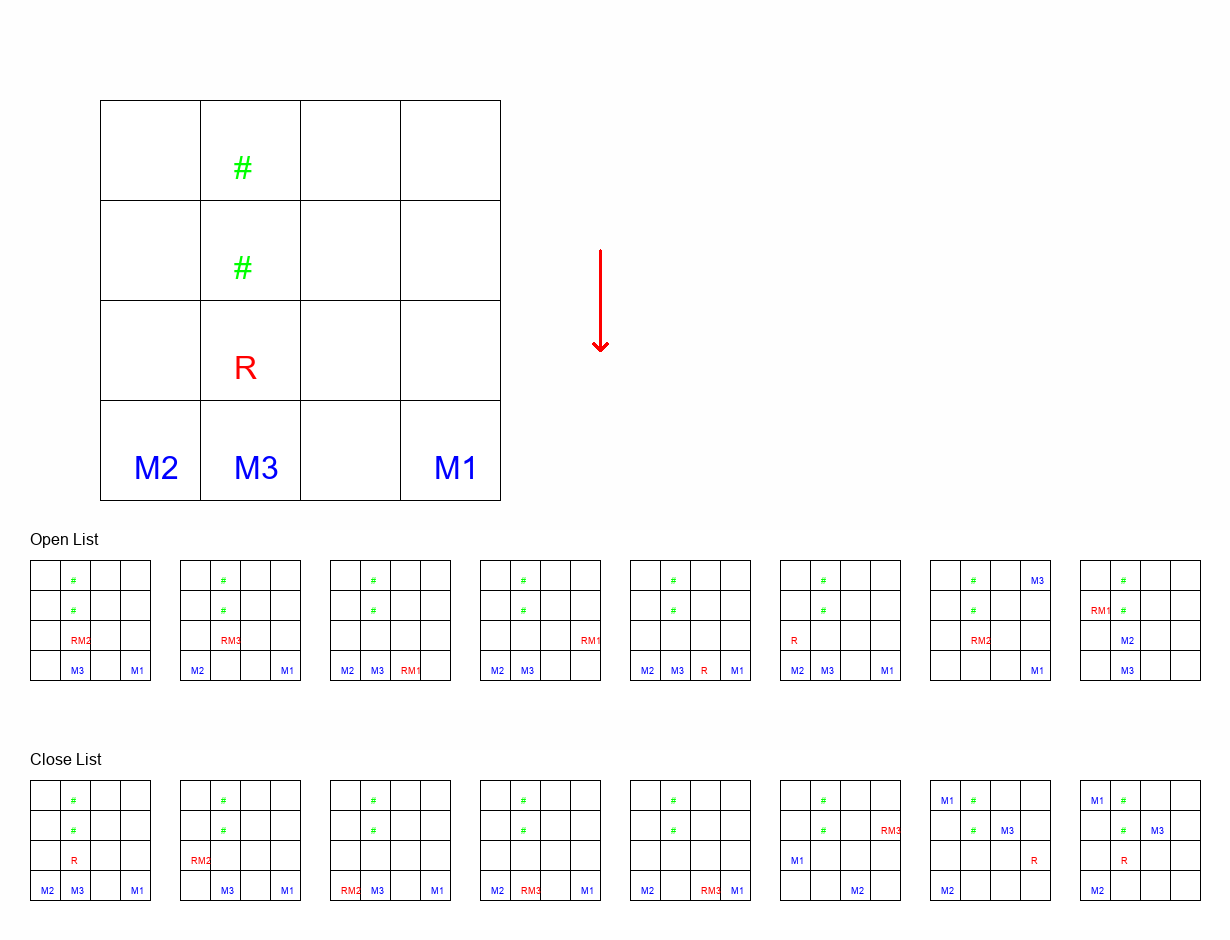 #
#
R
M2 M3 M1
Open List
# # # # # # # M3 #
# # # # # # # RM1 #
RM2 RM3 RM1 R RM2 M2
M3 M1 M2 M1 M2 M3 RM1 M2 M3 M2 M3 R M1 M2 M3 M1 M1 M3
Close List
# # # # # # M1 # M1 #
# # # # # # RM3 # M3 # M3
R RM2 M1 R R
M2 M3 M1 M3 M1 RM2 M3 M1 M2 RM3 M1 M2 RM3 M1 M2 M2 M2